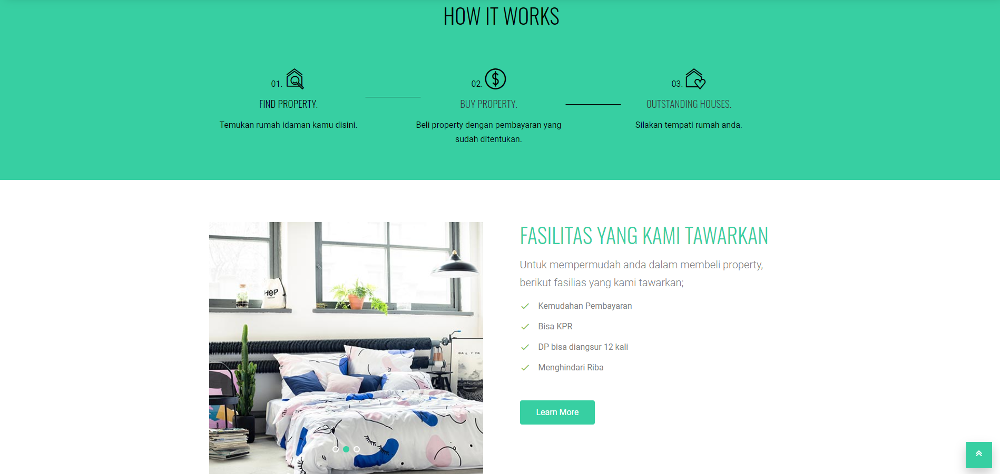 HOW IT WORKS
01.
FIND PROPERTY.
Temukan rumah idaman kamu disini.
02.
BUY PROPERTY.
Beli property dengan pembayaran yang
sudah ditentukan.
03.
OUTSTANDING HOUSES.
Silakan tempati rumah anda.
HOP
FASILITAS YANG KAMI TAWARKAN
Untuk mempermudah anda dalam membeli property,
berikut fasilias yang kami tawarkan;
Kemudahan Pembayaran
Bisa KPR
DP bisa diangsur 12 kali
Menghindari Riba
Learn More